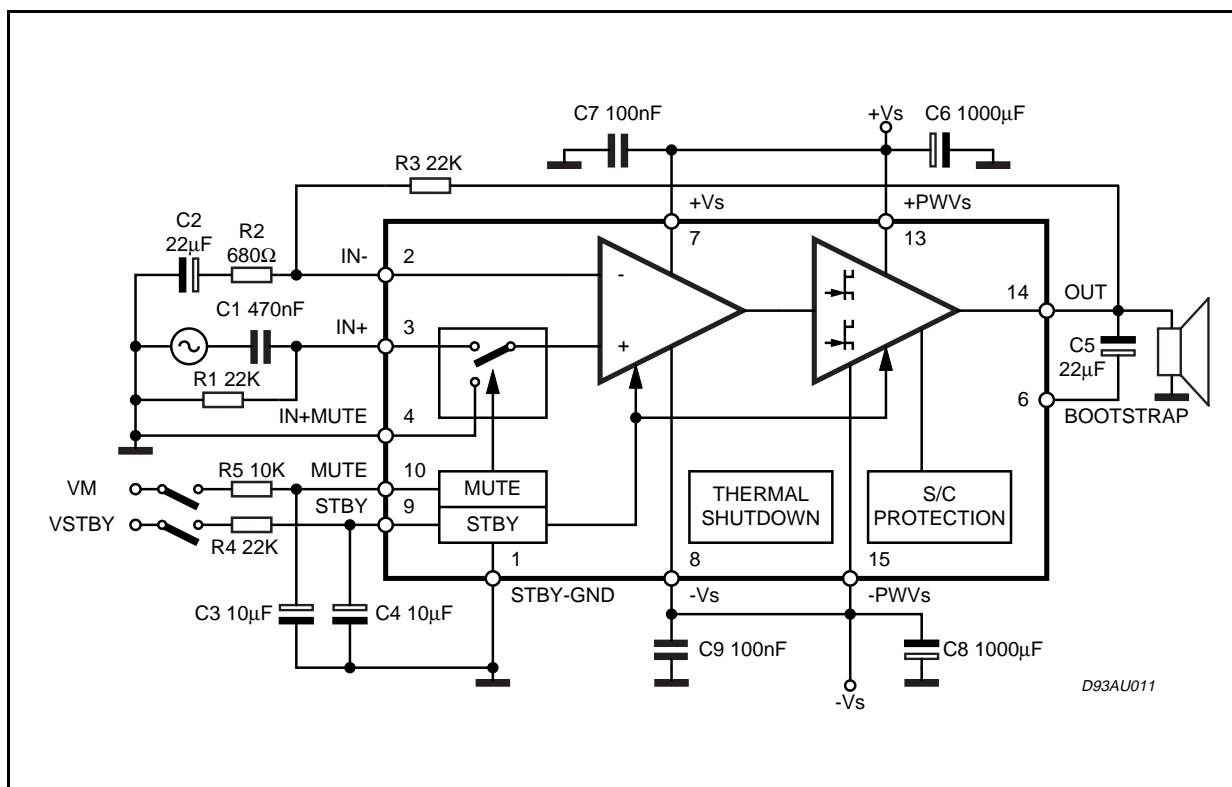 C7 100nF
+Vs
C6 1000µF
R3 22K
+Vs
+PWVs
C2
22µF
R2
680Ω
IN-
2
7
13
-
14
OUT
C1 470nF
IN+
3
+
C5
22µF
R1 22K
IN+MUTE
4
6
BOOTSTRAP
VM
R5 10K
MUTE
10
MUTE
THERMAL
SHUTDOWN
S/C
PROTECTION
VSTBY
R4 22K
STBY
9
STBY
1
8
15
STBY-GND
-Vs
-PWVs
C3 10µF
C4 10µF
C9 100nF
C8 1000µF
-Vs
D93AU011